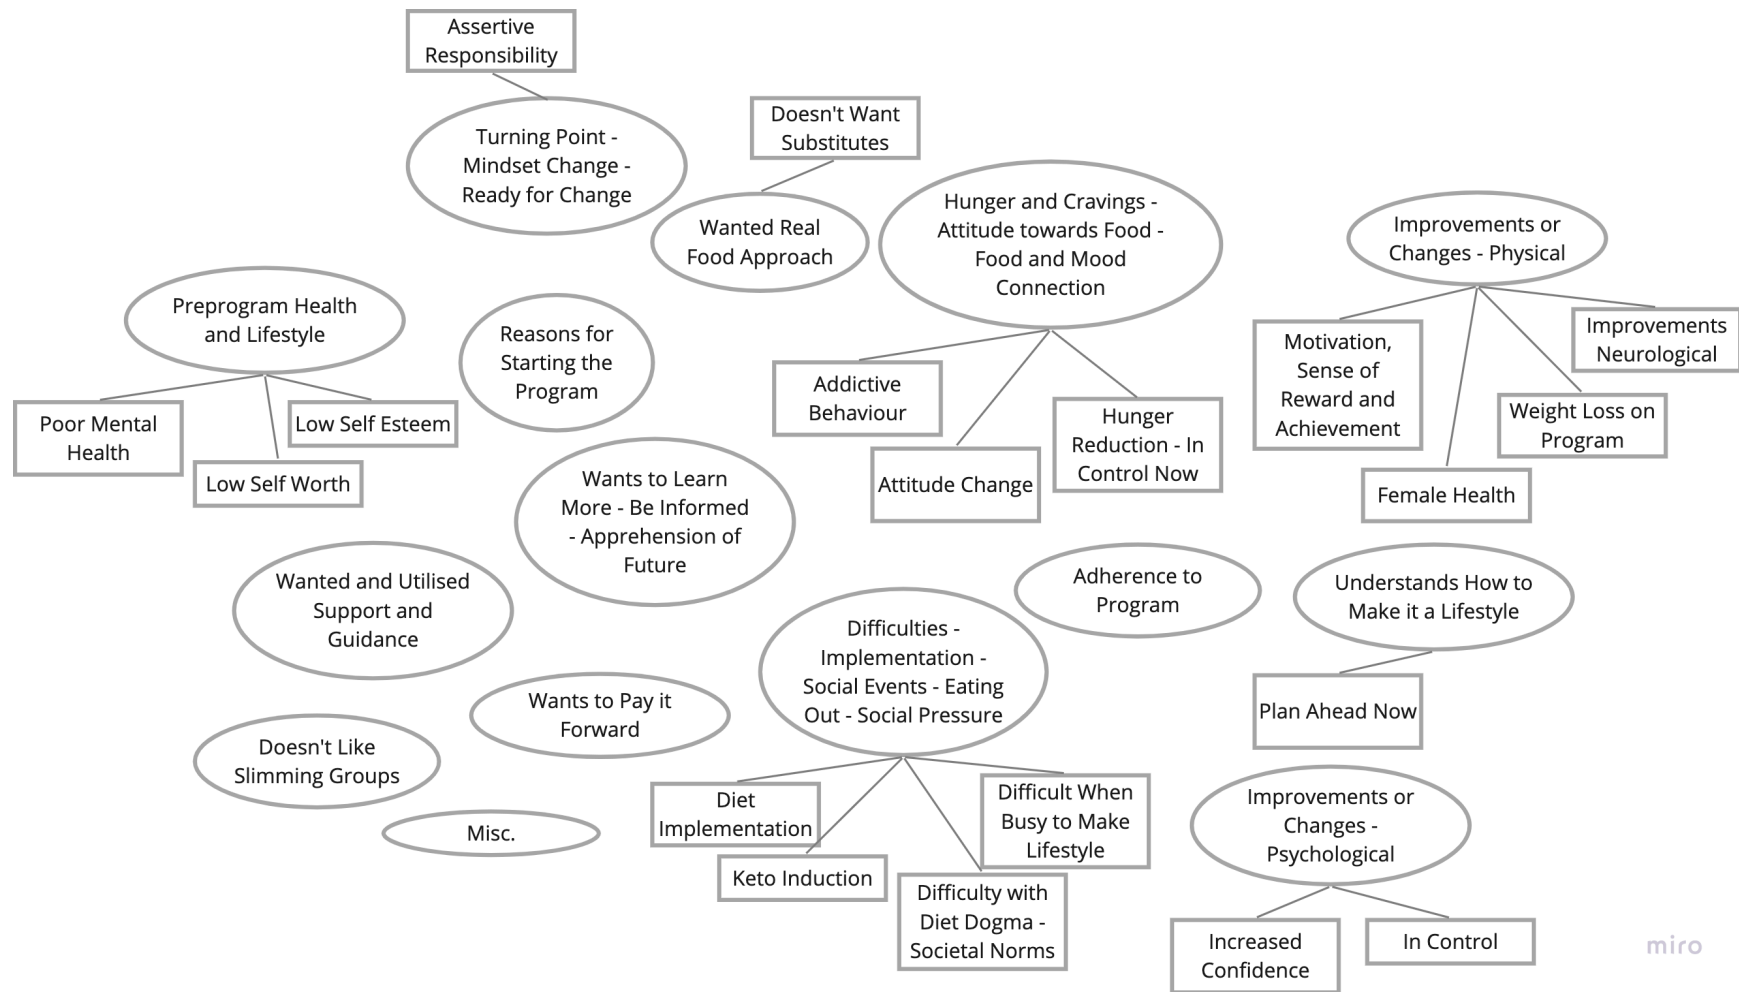 Assertive
Responsibility
Turning Point -
Mindset Change -
Ready for Change
Doesn't Want
Substitutes
Wanted Real
Food Approach
Hunger and Cravings -
Attitude towards Food -
Food and Mood
Connection
Addictive
Behaviour
Attitude Change
Hunger
Reduction - In
Control Now
Improvements or
Changes - Physical
Motivation,
Sense of
Reward and
Achievement
Female Health
Weight Loss on
Program
Improvements
Neurological
Preprogram Health
and Lifestyle
Poor Mental
Health
Low Self Worth
Low Self Esteem
Reasons for
Starting the
Program
Wants to Learn
More - Be Informed
- Apprehension of
Future
Wanted and Utilised
Support and
Guidance
Adherence to
Program
Understands How to
Make it a Lifestyle
Plan Ahead Now
Difficulties -
Implementation -
Social Events - Eating
Out - Social Pressure
Diet
Implementation
Keto Induction
Difficulty with
Diet Dogma -
Societal Norms
Difficult When
Busy to Make
Lifestyle
Wants to Pay it
Forward
Doesn't Like
Slimming Groups
Misc.
Improvements or
Changes -
Psychological
Increased
Confidence
In Control
miro